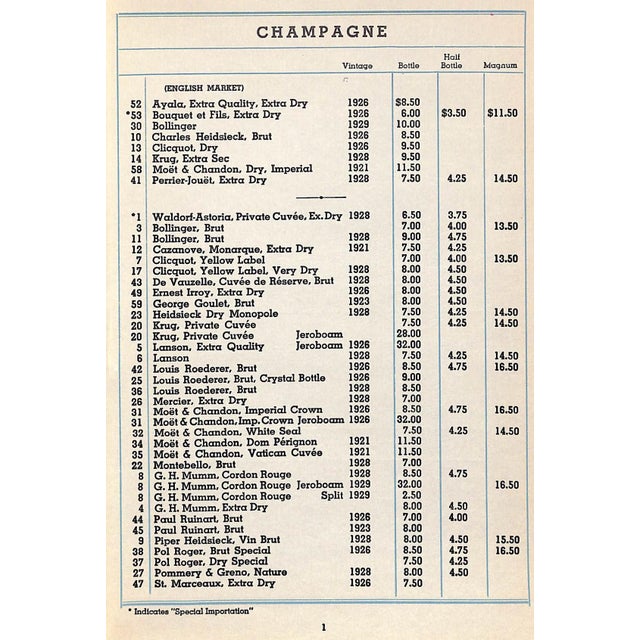 CHAMPAGNE
Vintage Bottle Half Bottle Magnum
(ENGLISH MARKET)
52 Ayala, Extra Quality, Extra Dry 1926 $8.50
*53 Bouquet et Fils, Extra Dry 1926 6.00 $3.50 $11.50
30 Bollinger 1929 10.00
10 Charles Heidsieck, Brut 1926 8.50
13 Clicquot, Dry 1926 9.50
14 Krug, Extra Sec 1928 9.50
58 Moët & Chandon, Dry, Imperial 1921 11.50
41 Perrier-Jouët, Extra Dry 1928 7.50 4.25 14.50
*1 Waldorf-Astoria, Private Cuvée, Ex. Dry 1928 6.50 3.75
3 Bollinger, Brut 7.00 4.00 13.50
11 Bollinger, Brut 1928 9.00 4.75
12 Cazanove, Monarque, Extra Dry 1921 7.50 4.25
7 Clicquot, Yellow Label 7.00 4.00 13.50
17 Clicquot, Yellow Label, Very Dry 1928 8.00 4.50
43 De Vauzelle, Cuvée de Réserve, Brut 1928 8.00 4.50
49 Ernest Irroy, Extra Dry 1926 8.00 4.50
59 George Goulet, Brut 1923 8.00 4.50
23 Heidsieck Dry Monopole 1928 7.50 4.25 14.50
20 Krug, Private Cuvée 7.50 4.25 14.50
20 Krug, Private Cuvée Jeroboam 28.00
5 Lanson, Extra Quality Jeroboam 1926 32.00
6 Lanson 1928 7.50 4.25 14.50
42 Louis Roederer, Brut 1926 8.50 4.75 16.50
25 Louis Roederer, Brut, Crystal Bottle 1926 9.00
36 Louis Roederer, Brut 1928 8.50
26 Mercier, Extra Dry 1928 7.00
31 Moët & Chandon, Imperial Crown 1926 8.50 4.75 16.50
31 Moët & Chandon, Imp. Crown Jeroboam 1926 32.00
32 Moët & Chandon, White Seal 7.50 4.25 14.50
34 Moët & Chandon, Dom Pérignon 1921 11.50
35 Moët & Chandon, Vatican Cuvée 1921 11.50
22 Montebello, Brut 1928 7.00
8 G. H. Mumm, Cordon Rouge 1928 8.50 4.75
8 G. H. Mumm, Cordon Rouge Jeroboam 1929 32.00 16.50
8 G. H. Mumm, Cordon Rouge Split 1929 2.50
4 G. H. Mumm, Extra Dry 8.00 4.50
44 Paul Ruinart, Brut 1926 7.00 4.00
45 Paul Ruinart, Brut 1923 8.00
9 Piper Heidsieck, Vin Brut 1928 8.00 4.50 15.50
38 Pol Roger, Brut Special 1926 8.50 4.75 16.50
37 Pol Roger, Dry Special 7.50 4.25
27 Pommery & Greno, Nature 1928 8.00 4.50
47 St. Marceaux, Extra Dry 1926 7.50
* Indicates "Special Importation"
1